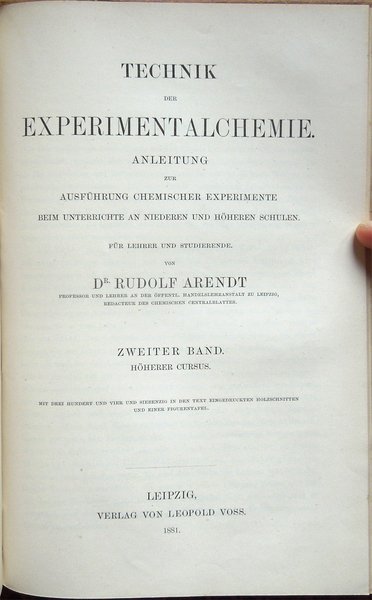 TECHNIK
DER
EXPERIMENTALCHEMIE.
ANLEITUNG
ZUR
AUSFÜHRUNG CHEMISCHER EXPERIMENTE
BEIM UNTERRICHTE AN NIEDEREN UND HÖHEREN SCHULEN.
FÜR LEHRER UND STUDIERENDE.
VON
DR. RUDOLF ARENDT
PROFESSOR UND LEHRER AN DER ÖFFENTL. HANDELSLEHRANSTALT ZU LEIPZIG,
REDACTEUR DES CHEMISCHEN CENTRALBLATTES.
ZWEITER BAND.
HÖHERER CURSUS.
MIT DREI HUNDERT UND VIER UND SIEBENZIG IN DEN TEXT EINGEDRUCKTEN HOLZSCHNITTEN
UND EINER FIGURENTAFEL.
LEIPZIG,
VERLAG VON LEOPOLD VOSS.
1881.